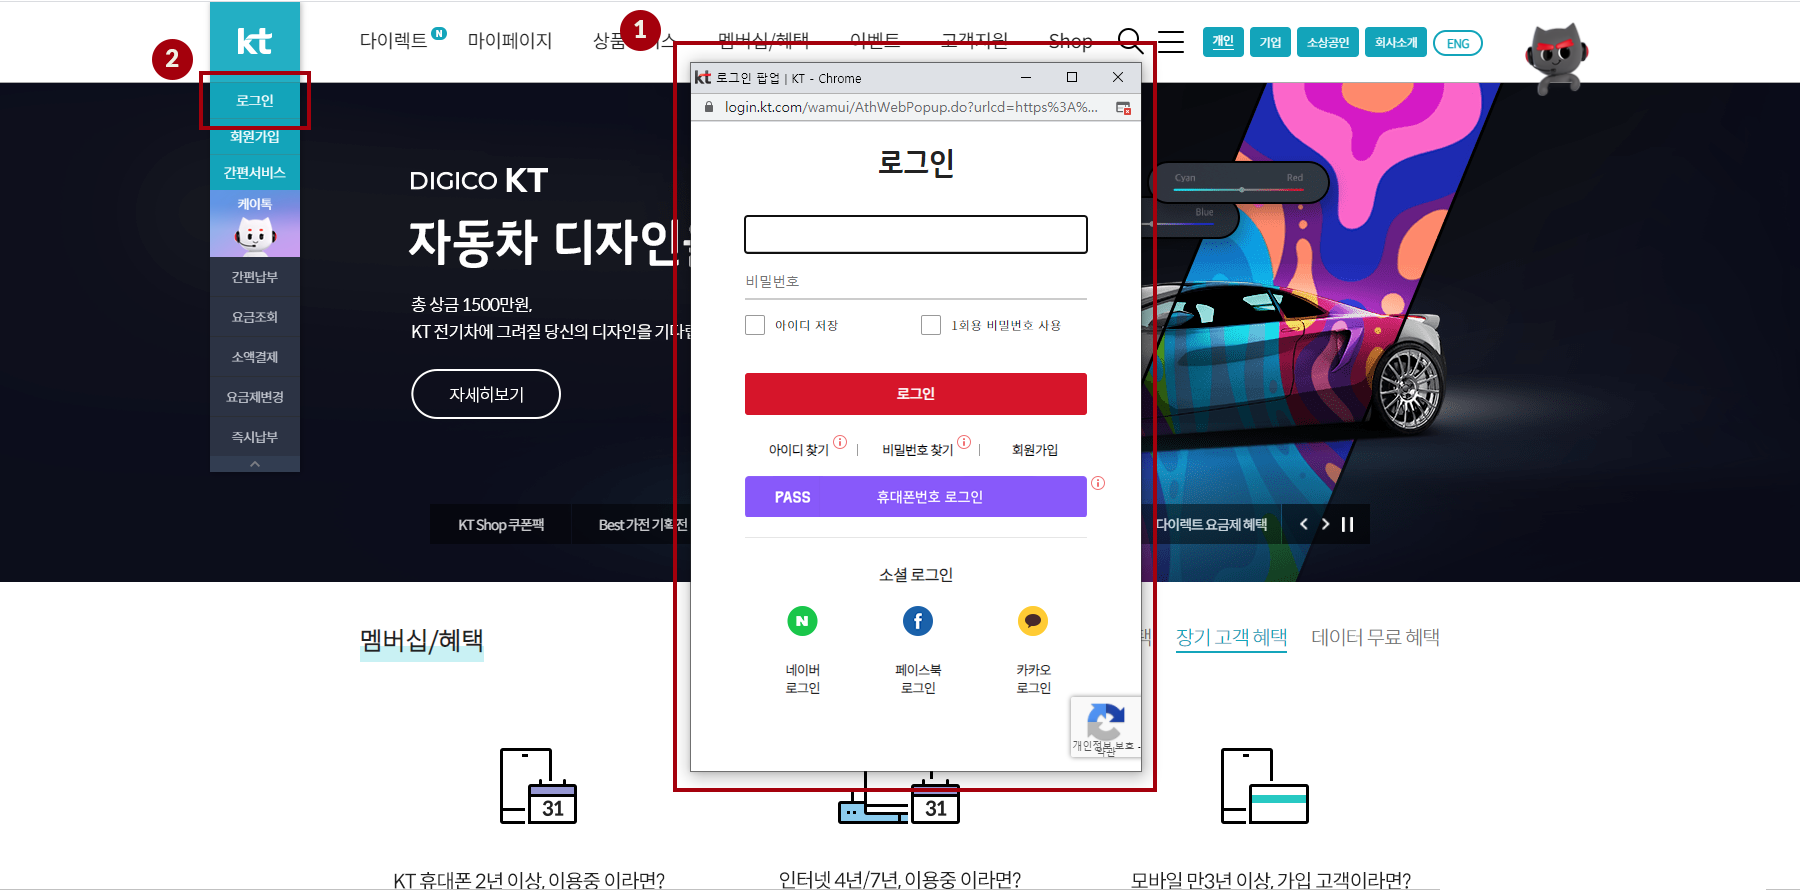 kt
다이렉트 N
마이페이지
상품
스
멤버십/혜택
이벤트
고객지원
Shop
개인
기업
소상공인
회사소개
ENG
1
2
로그인
회원가입
간편서비스
케이톡
간편납부
요금조회
소액결제
요금제변경
즉시납부
DIGICO KT
자동차 디자인
총 상금 1500만원,
KT 전기차에 그려질 당신의 디자인을 기다립
자세히보기
KT Shop 쿠폰팩
Best 가전 기획전
kt 로그인 팝업 | KT - Chrome
login.kt.com/wamui/AthWebPopup.do?urlcd=https%3A%...
로그인
비밀번호
아이디 저장
1회용 비밀번호 사용
로그인
아이디 찾기
비밀번호 찾기
회원가입
PASS 휴대폰번호 로그인
소셜 로그인
N
f
네이버
로그인
페이스북
로그인
카카오
로그인
개인정보 보호 -
약관
Cyan
Red
Blue
다이렉트 요금제 혜택
멤버십/혜택
택
장기 고객 혜택
데이터 무료 혜택
31
31
KT 휴대폰 2년 이상, 이용중 이라면?
인터넷 4년/7년, 이용중 이라면?
모바일 만3년 이상, 가입 고객이라면?